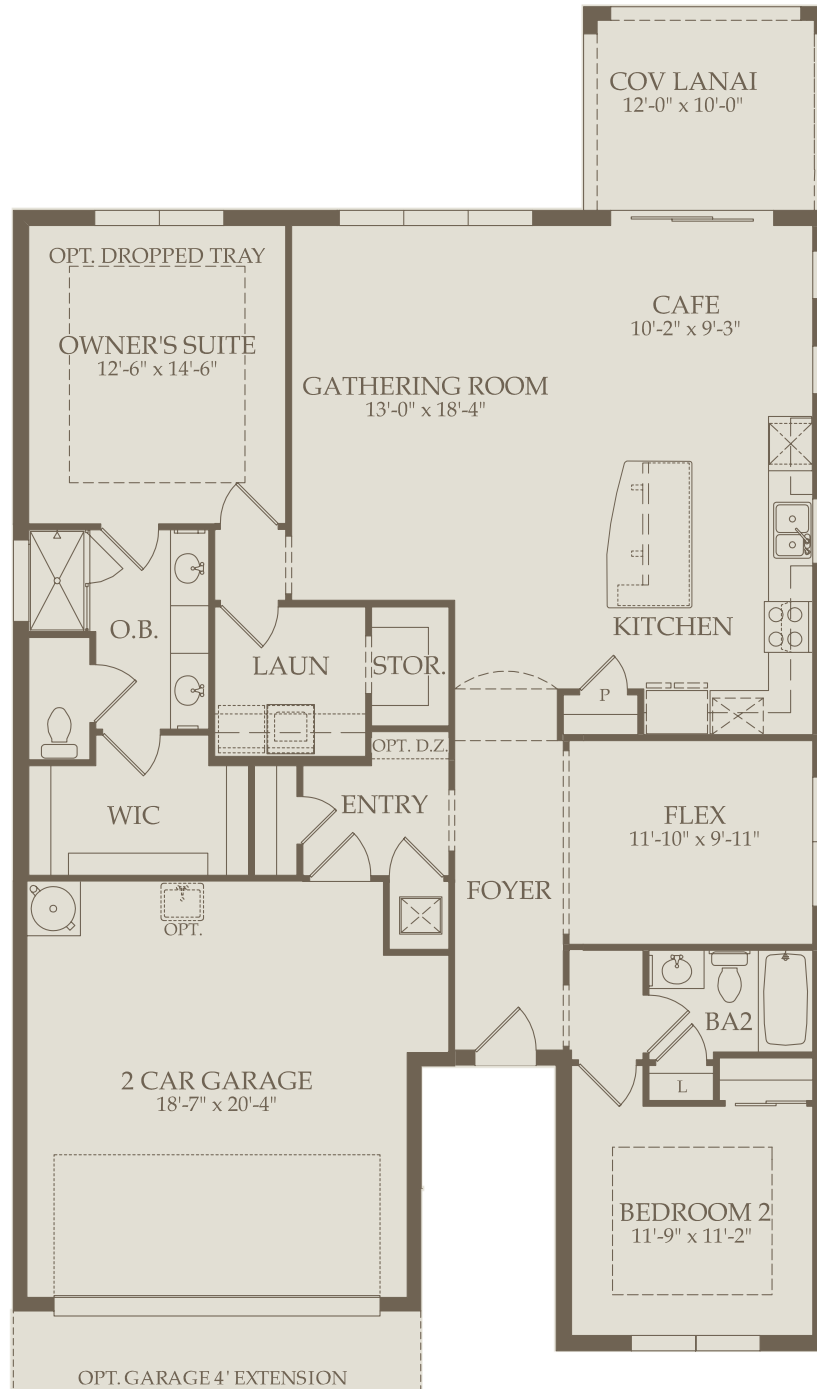 COV LANAI
12'-0" x 10'-0"
OPT. DROPPED TRAY
OWNER'S SUITE
12'-6" x 14'-6"
CAFE
10'-2" x 9'-3"
GATHERING ROOM
13'-0" x 18'-4"
O.B.
KITCHEN
LAUN
STOR.
P
OPT. D.Z.
WIC
ENTRY
FLEX
11'-10" x 9'-11"
FOYER
OPT.
BA2
2 CAR GARAGE
18'-7" x 20'-4"
L
BEDROOM 2
11'-9" x 11'-2"
OPT. GARAGE 4' EXTENSION